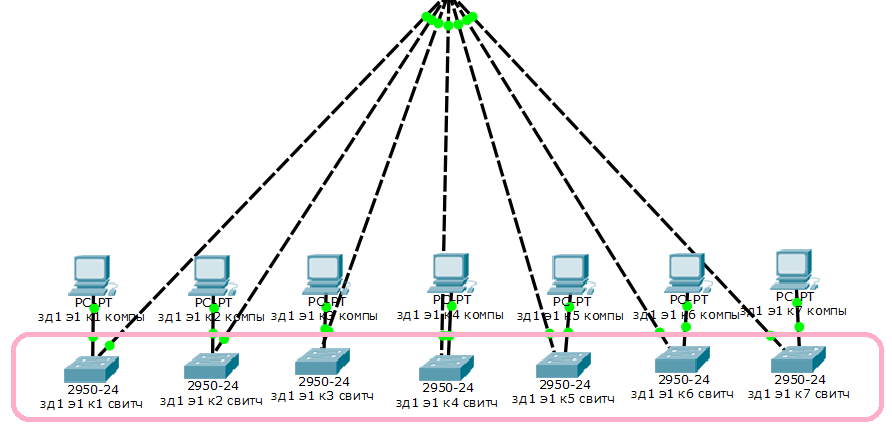 PC-PT
зд1 э1 к1 компы
PC-PT
зд1 э1 к2 компы
PC-PT
зд1 э1 к3 компы
PC-PT
зд1 э1 к4 компы
PC-PT
зд1 э1 к5 компы
PC-PT
зд1 э1 к6 компы
PC-PT
зд1 э1 к7 компы
2950-24
зд1 э1 к1 свитч
2950-24
зд1 э1 к2 свитч
2950-24
зд1 э1 к3 свитч
2950-24
зд1 э1 к4 свитч
2950-24
зд1 э1 к5 свитч
2950-24
зд1 э1 к6 свитч
2950-24
зд1 э1 к7 свитч